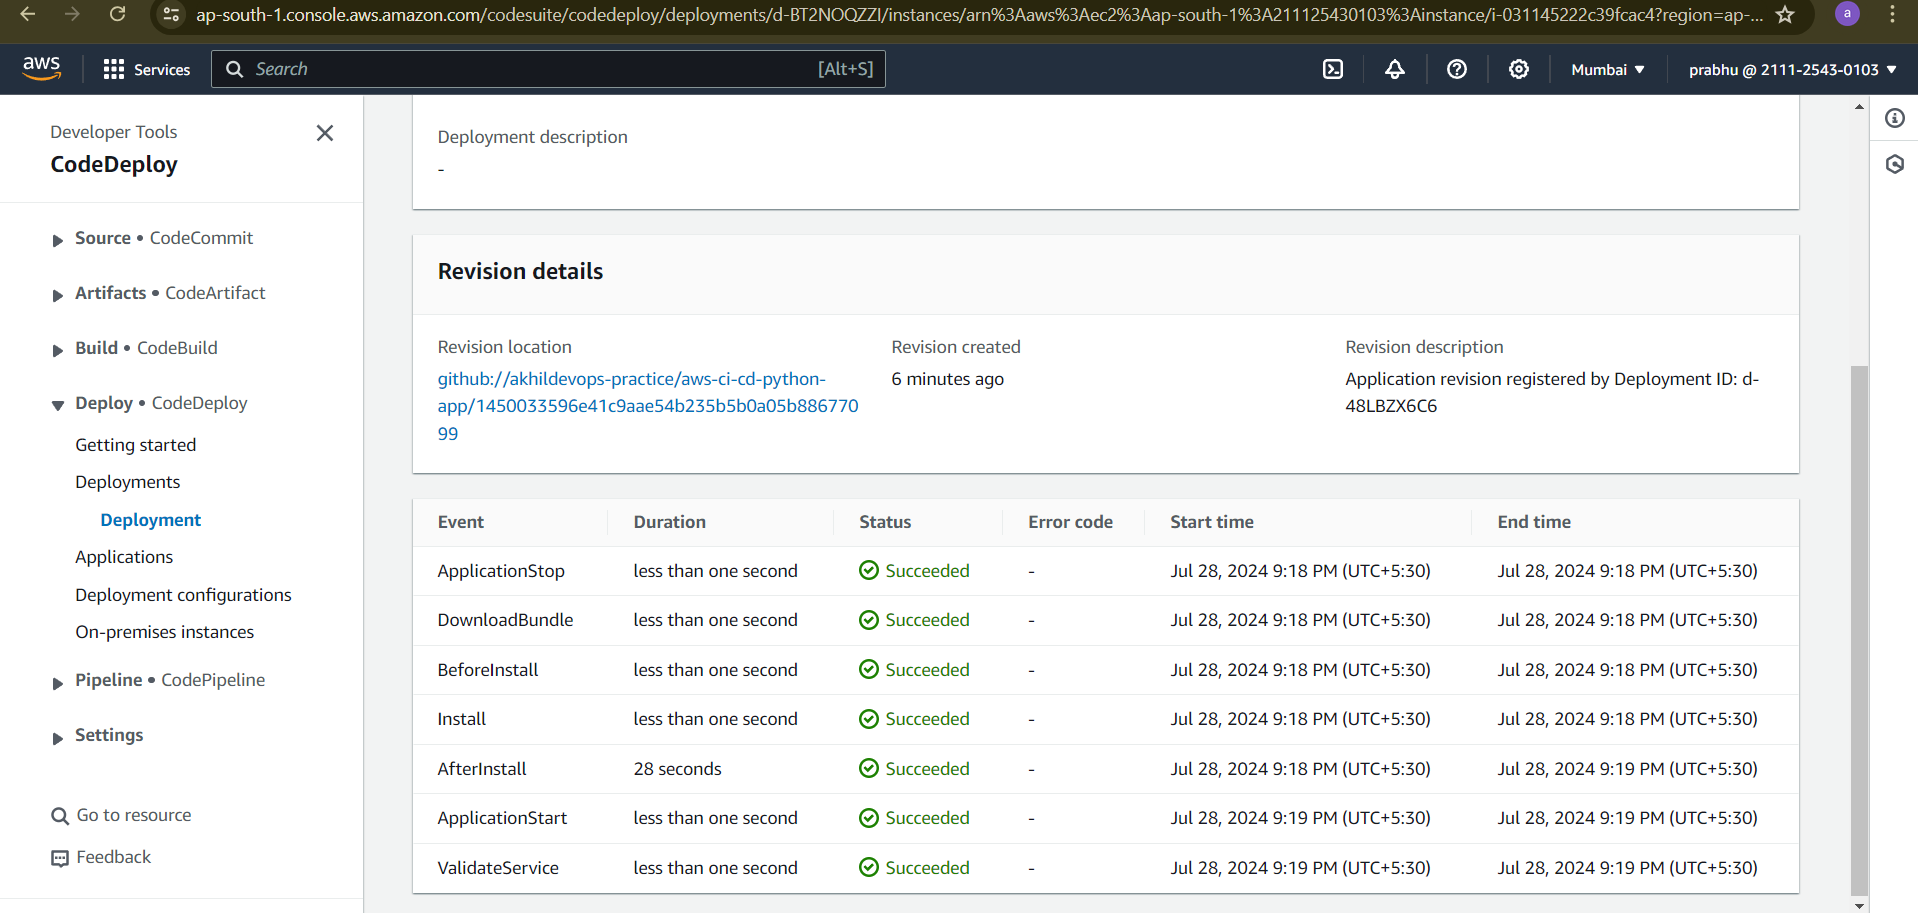 ap-south-1.console.aws.amazon.com/codesuite/codedeploy/deployments/d-BT2NOQZZI/instances/arn%3Aaws%3Aec2%3Aap-south-1%3A211125430103%3Ainstance/i-031145222c39fcac4?region=ap-...
a
aws
Services
Search
[Alt+S]
Mumbai
prabhu @ 2111-2543-0103
Developer Tools
CodeDeploy
Source • CodeCommit
Artifacts • CodeArtifact
Build • CodeBuild
Deploy • CodeDeploy
Getting started
Deployments
Deployment
Applications
Deployment configurations
On-premises instances
Pipeline • CodePipeline
Settings
Go to resource
Feedback
Deployment description
-
Revision details
Revision location
github://akhildevops-practice/aws-ci-cd-python-
app/1450033596e41c9aae54b235b5b0a05b886770
99
Revision created
6 minutes ago
Revision description
Application revision registered by Deployment ID: d-
48LBZX6C6
Event Duration Status Error code Start time End time
ApplicationStop less than one second Succeeded - Jul 28, 2024 9:18 PM (UTC+5:30) Jul 28, 2024 9:18 PM (UTC+5:30)
DownloadBundle less than one second Succeeded - Jul 28, 2024 9:18 PM (UTC+5:30) Jul 28, 2024 9:18 PM (UTC+5:30)
BeforeInstall less than one second Succeeded - Jul 28, 2024 9:18 PM (UTC+5:30) Jul 28, 2024 9:18 PM (UTC+5:30)
Install less than one second Succeeded - Jul 28, 2024 9:18 PM (UTC+5:30) Jul 28, 2024 9:18 PM (UTC+5:30)
AfterInstall 28 seconds Succeeded - Jul 28, 2024 9:18 PM (UTC+5:30) Jul 28, 2024 9:19 PM (UTC+5:30)
ApplicationStart less than one second Succeeded - Jul 28, 2024 9:19 PM (UTC+5:30) Jul 28, 2024 9:19 PM (UTC+5:30)
ValidateService less than one second Succeeded - Jul 28, 2024 9:19 PM (UTC+5:30) Jul 28, 2024 9:19 PM (UTC+5:30)